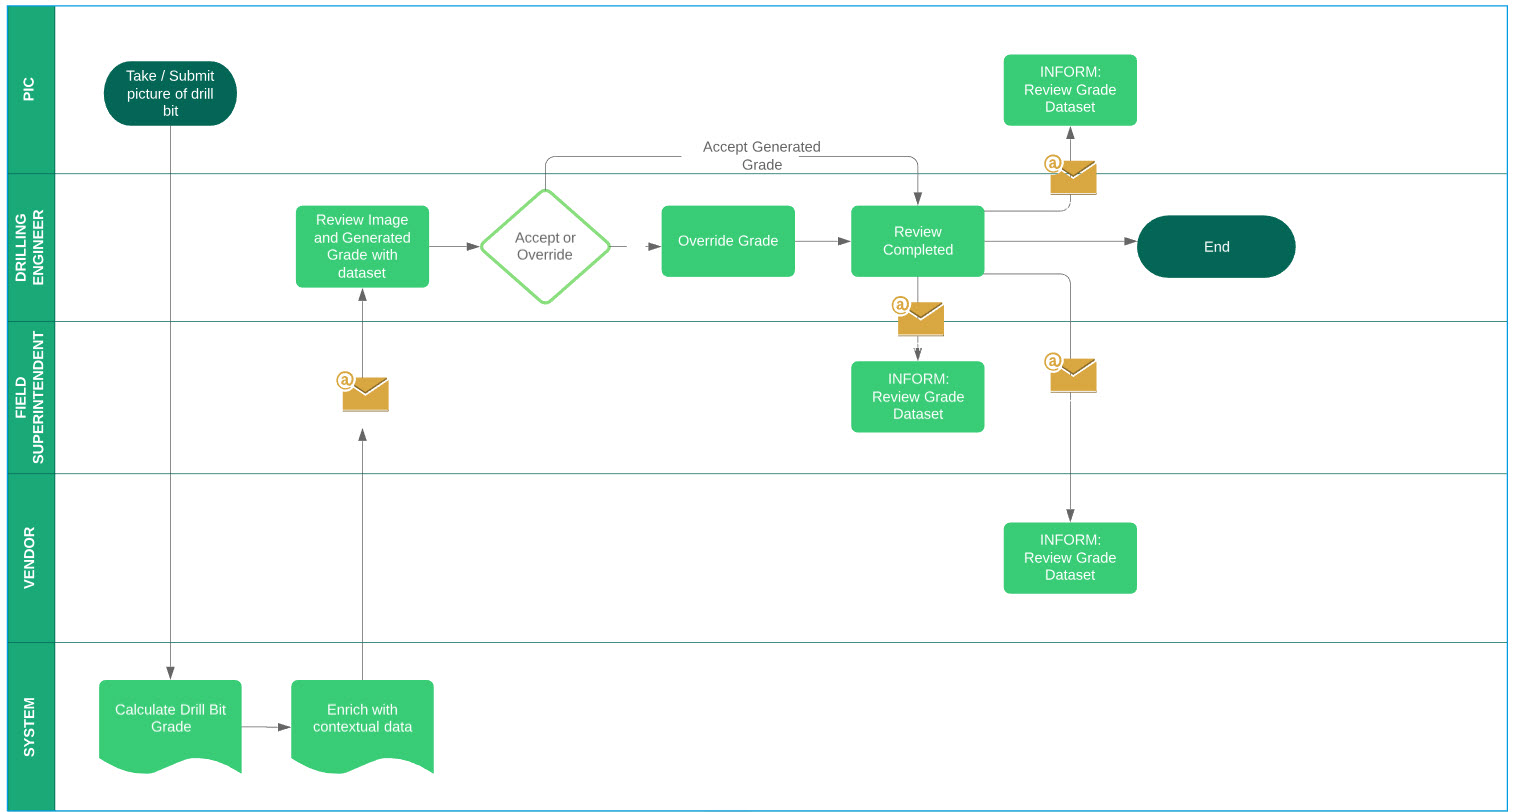 PIC
Take / Submit
picture of drill
bit
INFORM:
Review Grade
Dataset
Accept Generated
Grade
@
DRILLING
ENGINEER
Review Image
and Generated
Grade with
dataset
Accept or
Override
Override Grade
Review
Completed
End
@
FIELD
SUPERINTENDENT
@
INFORM:
Review Grade
Dataset
@
VENDOR
INFORM:
Review Grade
Dataset
SYSTEM
Calculate Drill Bit
Grade
Enrich with
contextual data